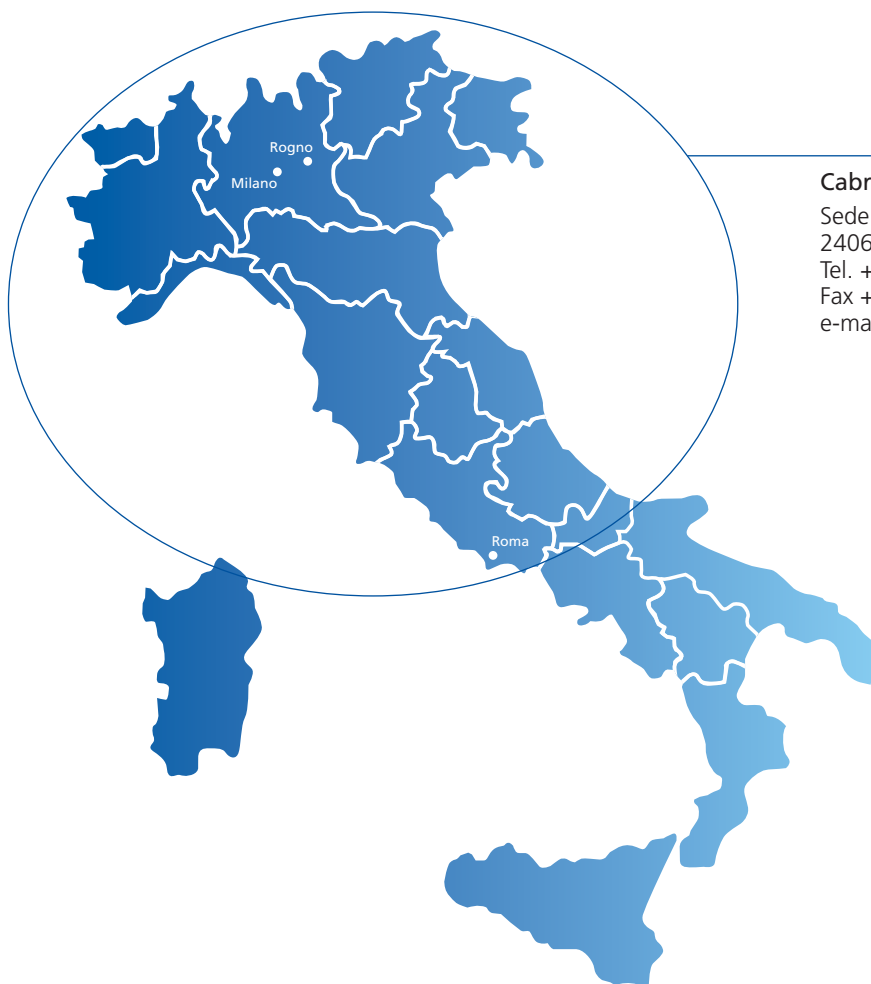 Rogno
Milano
Roma
Cabr
Sede
2406
Tel. +
Fax +
e-ma